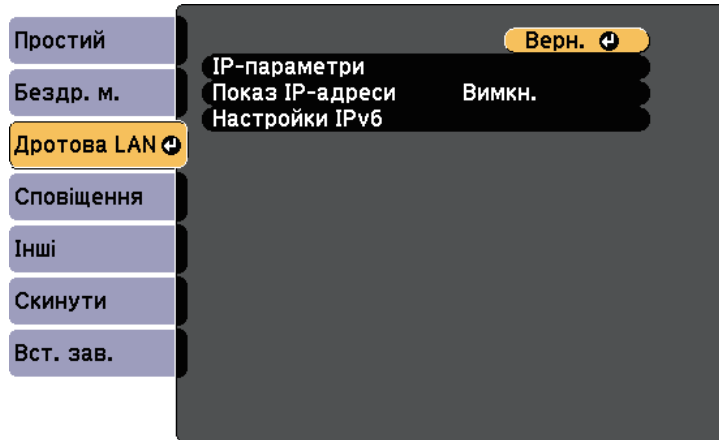 Простий
Бездр. м.
Дротова LAN
Сповіщення
Інші
Скинути
Вст. зав.
Верн.
IP-параметри
Показ IP-адреси Вимкн.
Настройки IPv6